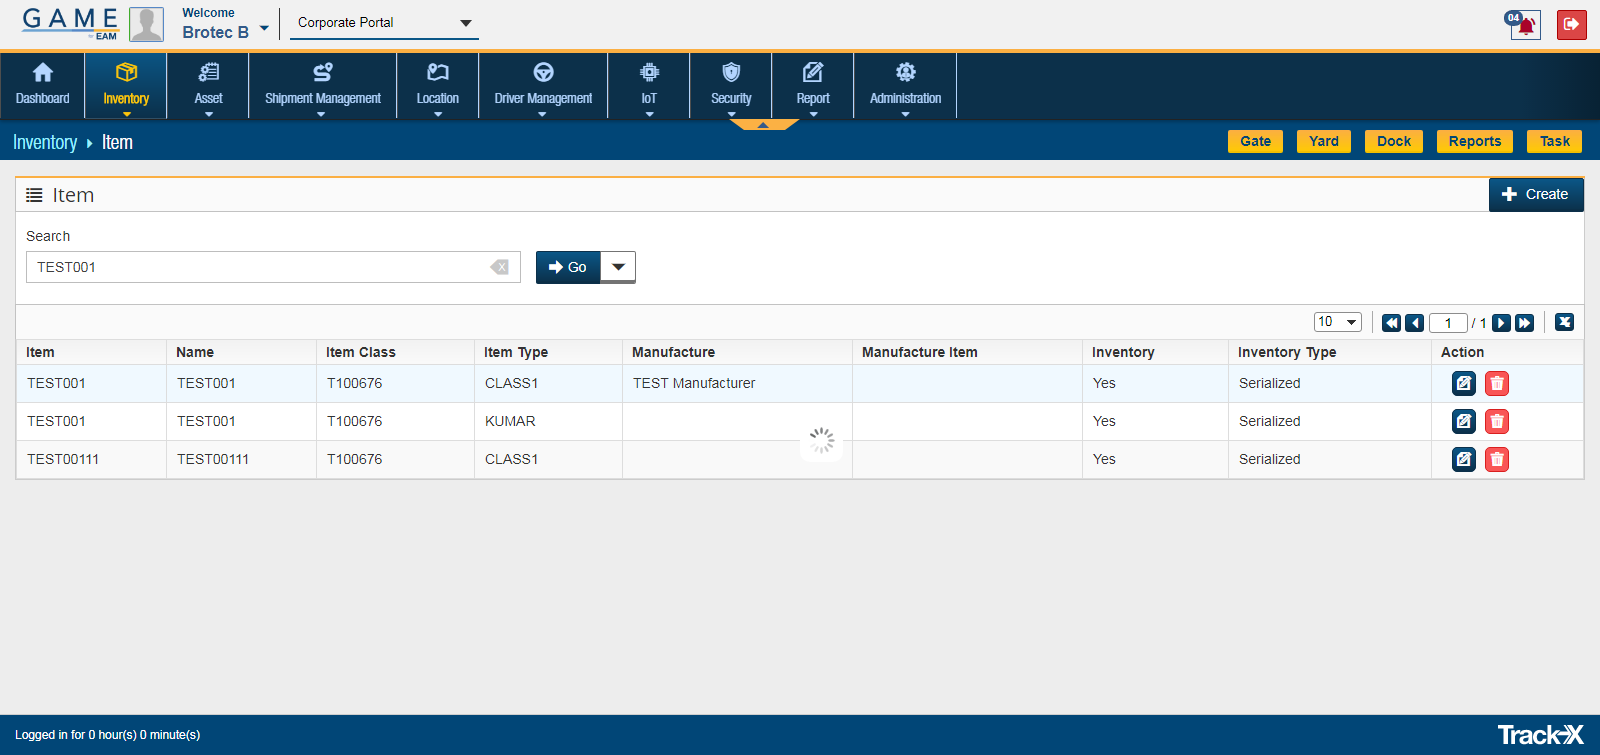 GAME
by EAM
Welcome
Brotec B
Corporate Portal
04
Dashboard
Inventory
Asset
Shipment Management
Location
Driver Management
IoT
Security
Report
Administration
Inventory Item
Gate
Yard
Dock
Reports
Task
Item
Create
Search
TEST001
X
Go
10
1 / 1
Item Name Item Class Item Type Manufacture Manufacture Item Inventory Inventory Type Action
TEST001 TEST001 T100676 CLASS1 TEST Manufacturer Yes Serialized
TEST001 TEST001 T100676 KUMAR Yes Serialized
TEST00111 TEST00111 T100676 CLASS1 Yes Serialized
Logged in for 0 hour(s) 0 minute(s)
TrackX